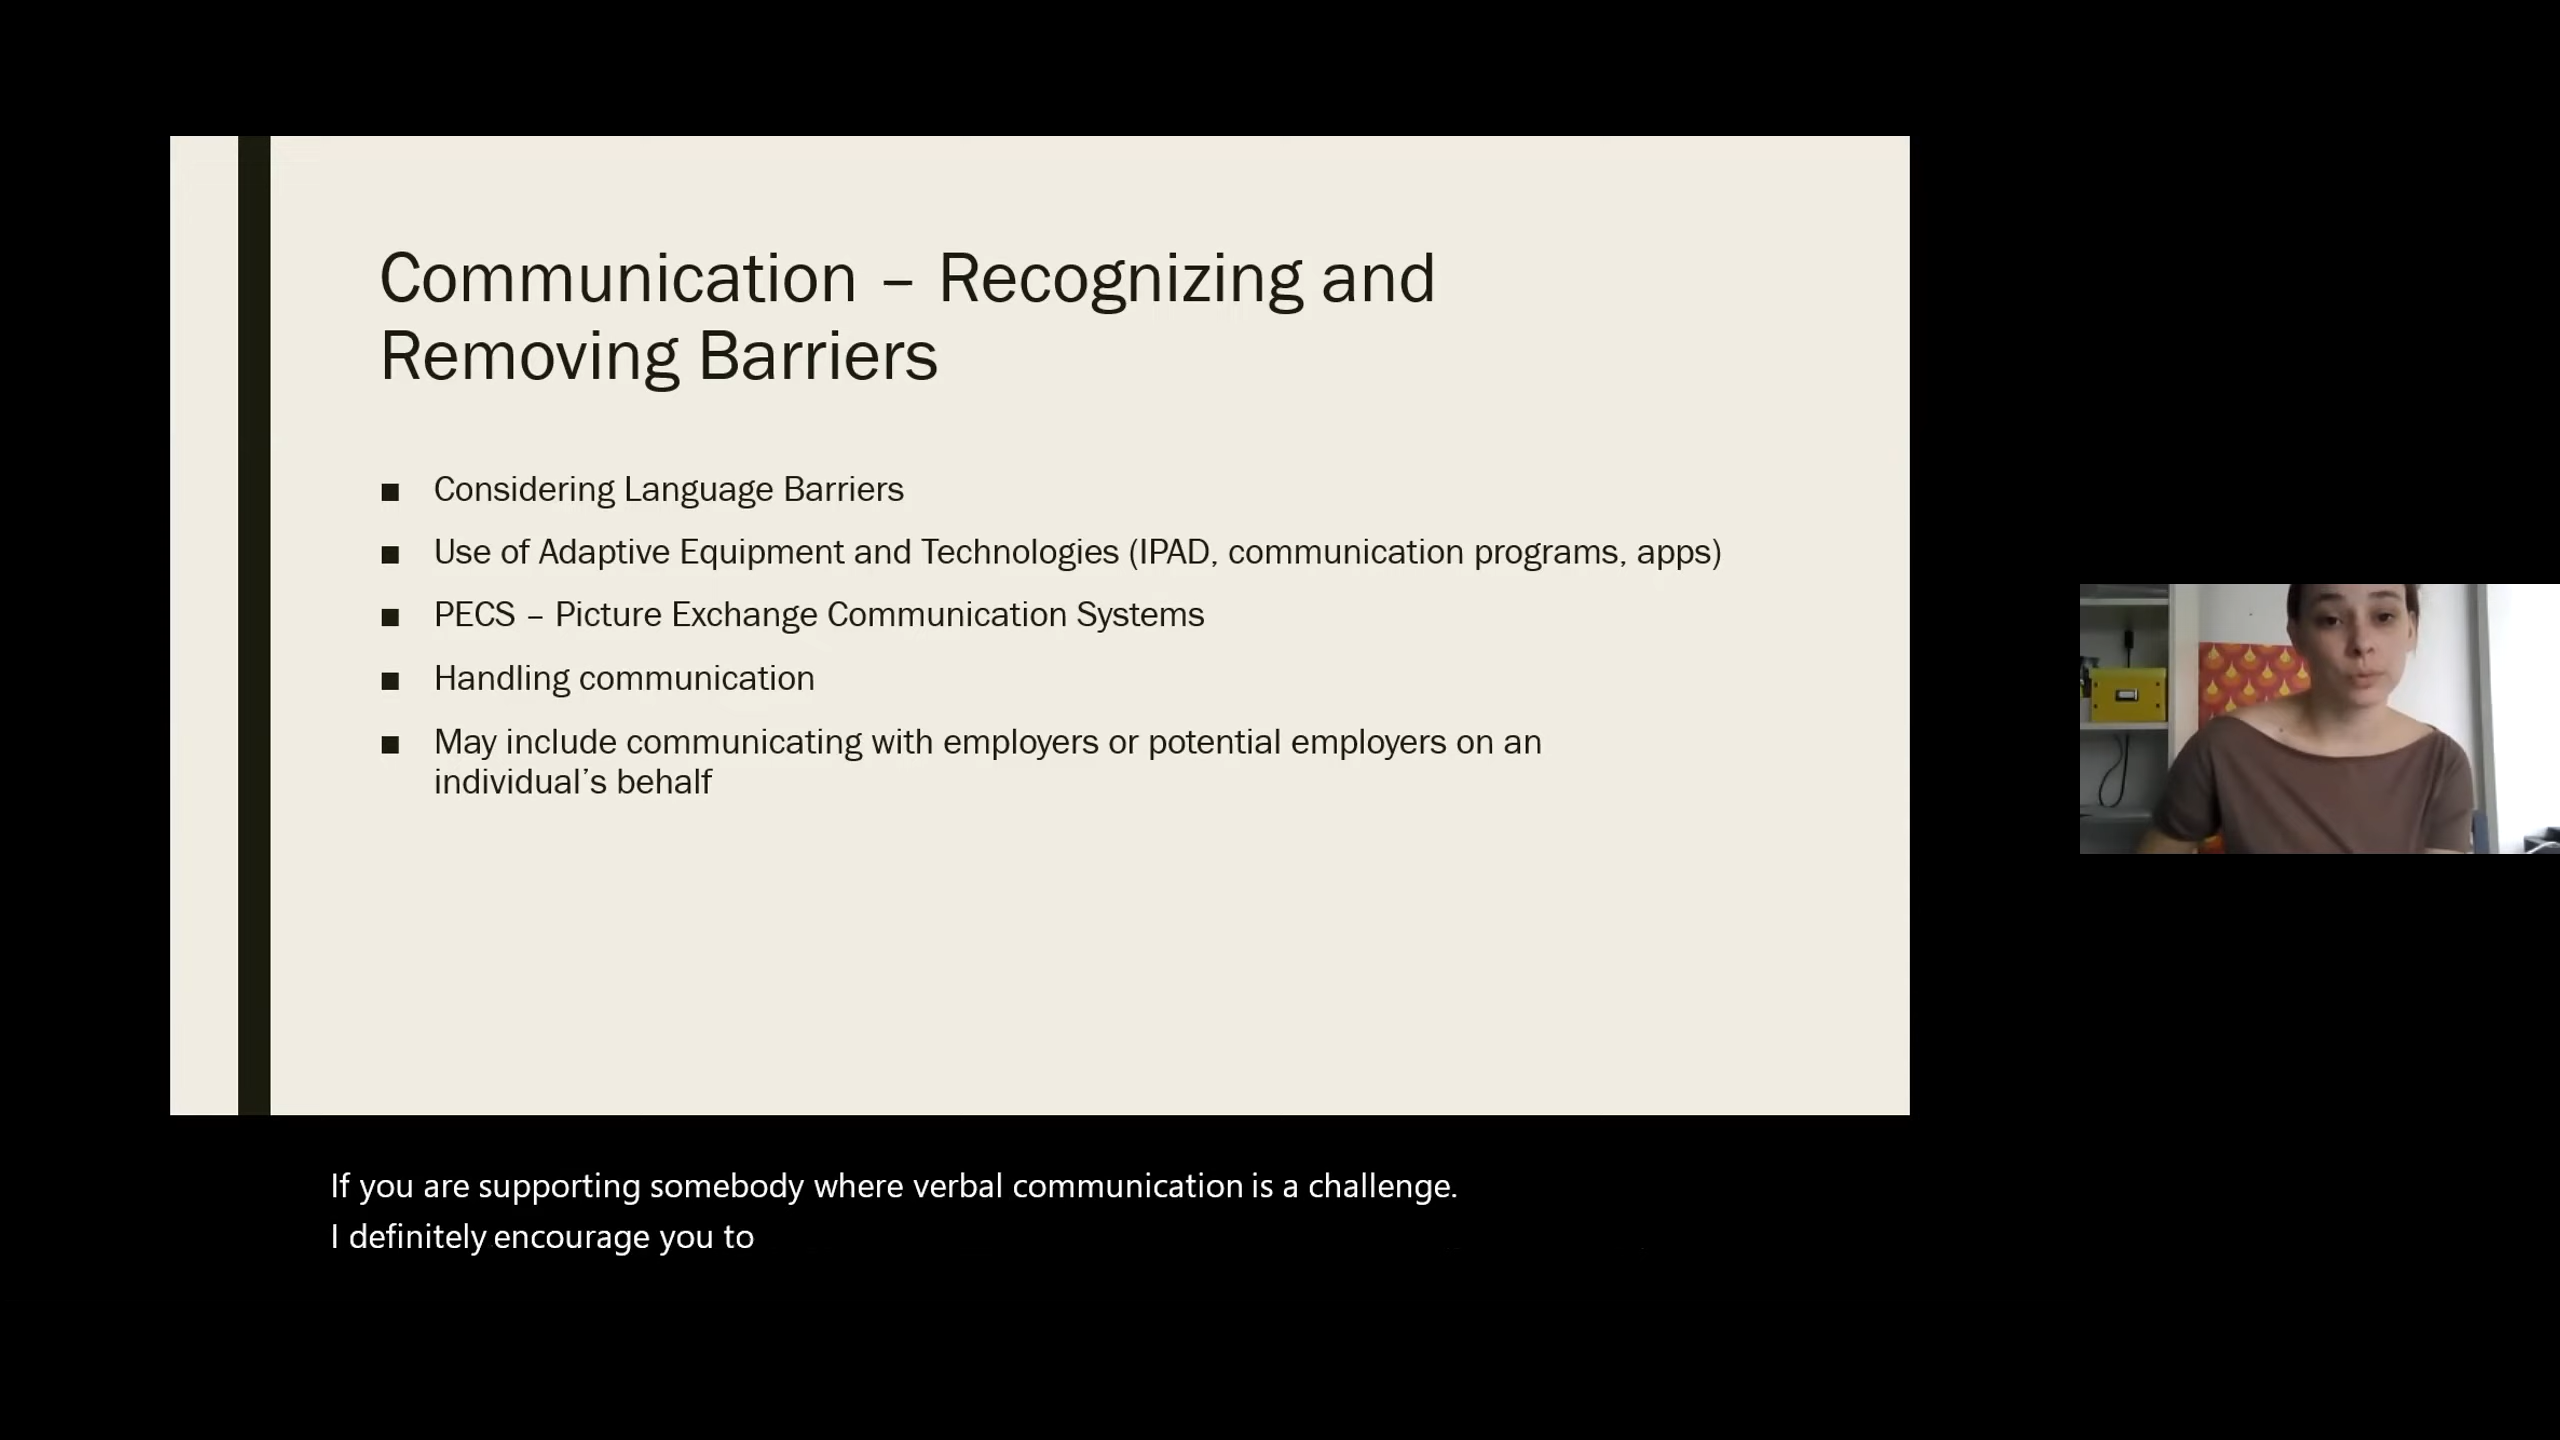 Communication – Recognizing and
Removing Barriers
■ Considering Language Barriers
■ Use of Adaptive Equipment and Technologies (IPAD, communication programs, apps)
■ PECS – Picture Exchange Communication Systems
■ Handling communication
■ May include communicating with employers or potential employers on an
individual’s behalf
If you are supporting somebody where verbal communication is a challenge.
I definitely encourage you to